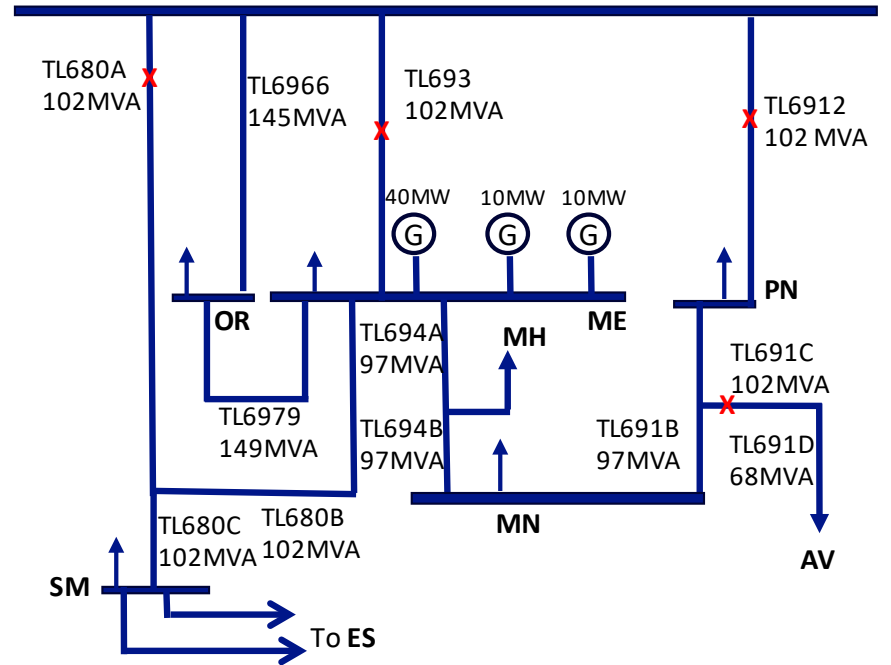 TL680A
102MVA
TL6966
145MVA
TL693
102MVA
TL6912
102 MVA
X
X
X
40MW
10MW
10MW
G
G
G
OR
ME
PN
TL694A
97MVA
MH
TL691C
102MVA
X
TL6979
149MVA
TL694B
97MVA
TL691B
97MVA
TL691D
68MVA
MN
AV
TL680C
102MVA
TL680B
102MVA
SM
To ES